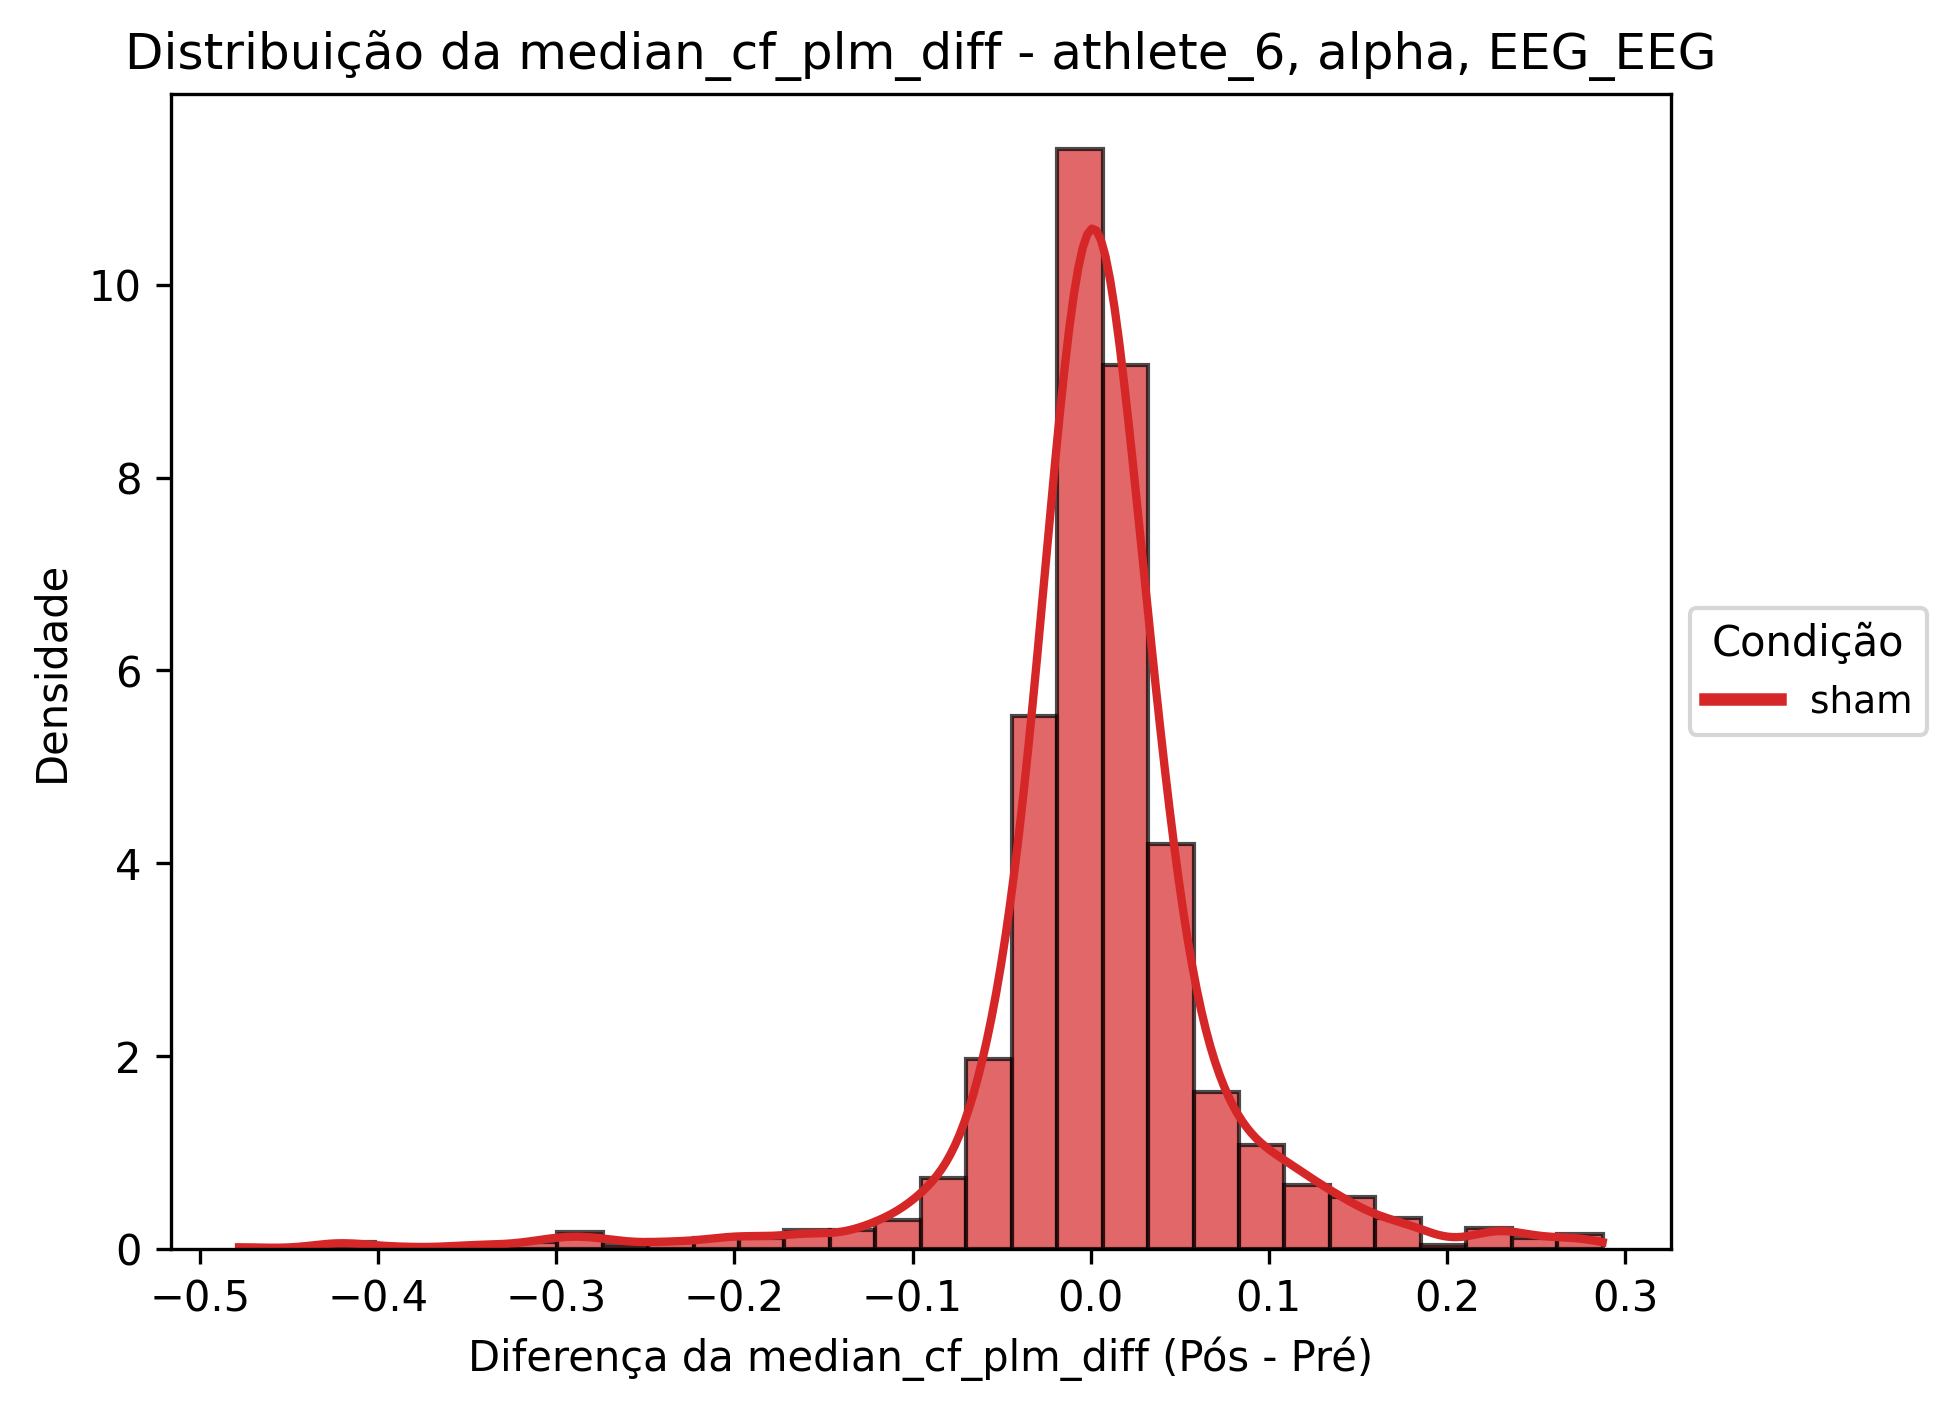 Distribuição da median_cf_plm_diff - athlete_6, alpha, EEG_EEG
Densidade
10
8
6
4
2
0
−0.5 −0.4 −0.3 −0.2 −0.1 0.0 0.1 0.2 0.3
Diferença da median_cf_plm_diff (Pós - Pré)
Condição
sham